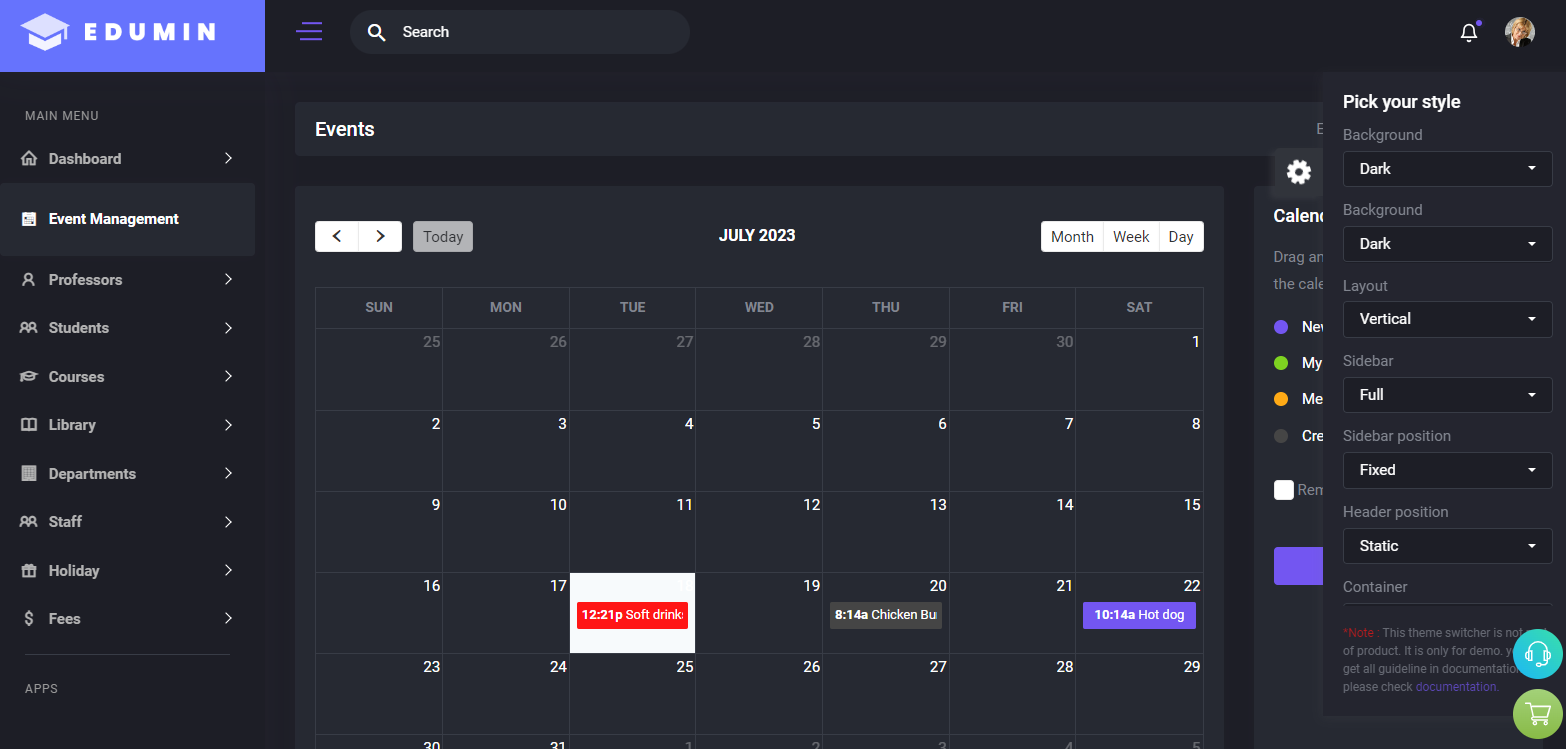 EDUMIN
Search
MAIN MENU
Dashboard
Event Management
Professors
Students
Courses
Library
Departments
Staff
Holiday
$ Fees
APPS
Events
Today
JULY 2023
Month Week Day
SUN MON TUE WED THU FRI SAT
25 26 27 28 29 30 1
2 3 4 5 6 7 8
9 10 11 12 13 14 15
16 17 18 19 20 21 22
12:21p Soft drink 8:14a Chicken Bu 10:14a Hot dog
23 24 25 26 27 28 29
30 31 1 2 3 4 5
Calen
Drag an
the cale
New
My
Me
Cre
Rem
Pick your style
Background
Dark
Background
Dark
Layout
Vertical
Sidebar
Full
Sidebar position
Fixed
Header position
Static
Container
*Note : This theme switcher is not
of product. It is only for demo.
get all guideline in documentation
please check documentation.